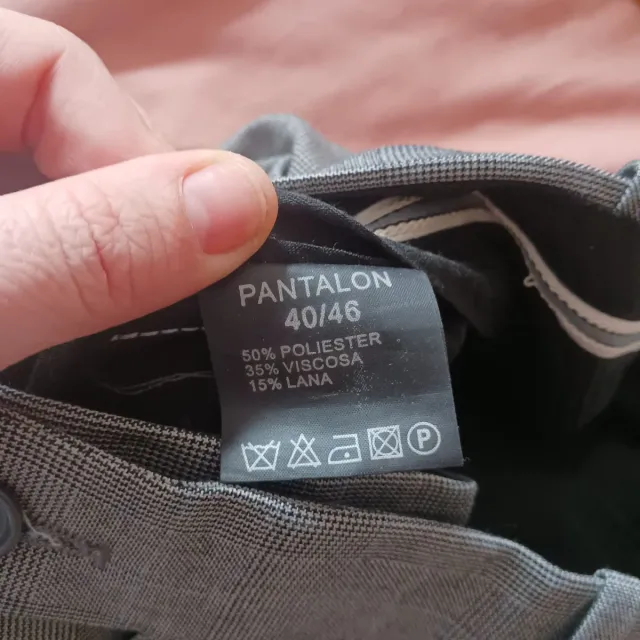 PANTALON
40/46
50% POLIESTER
35% VISCOSA
15% LANA
P